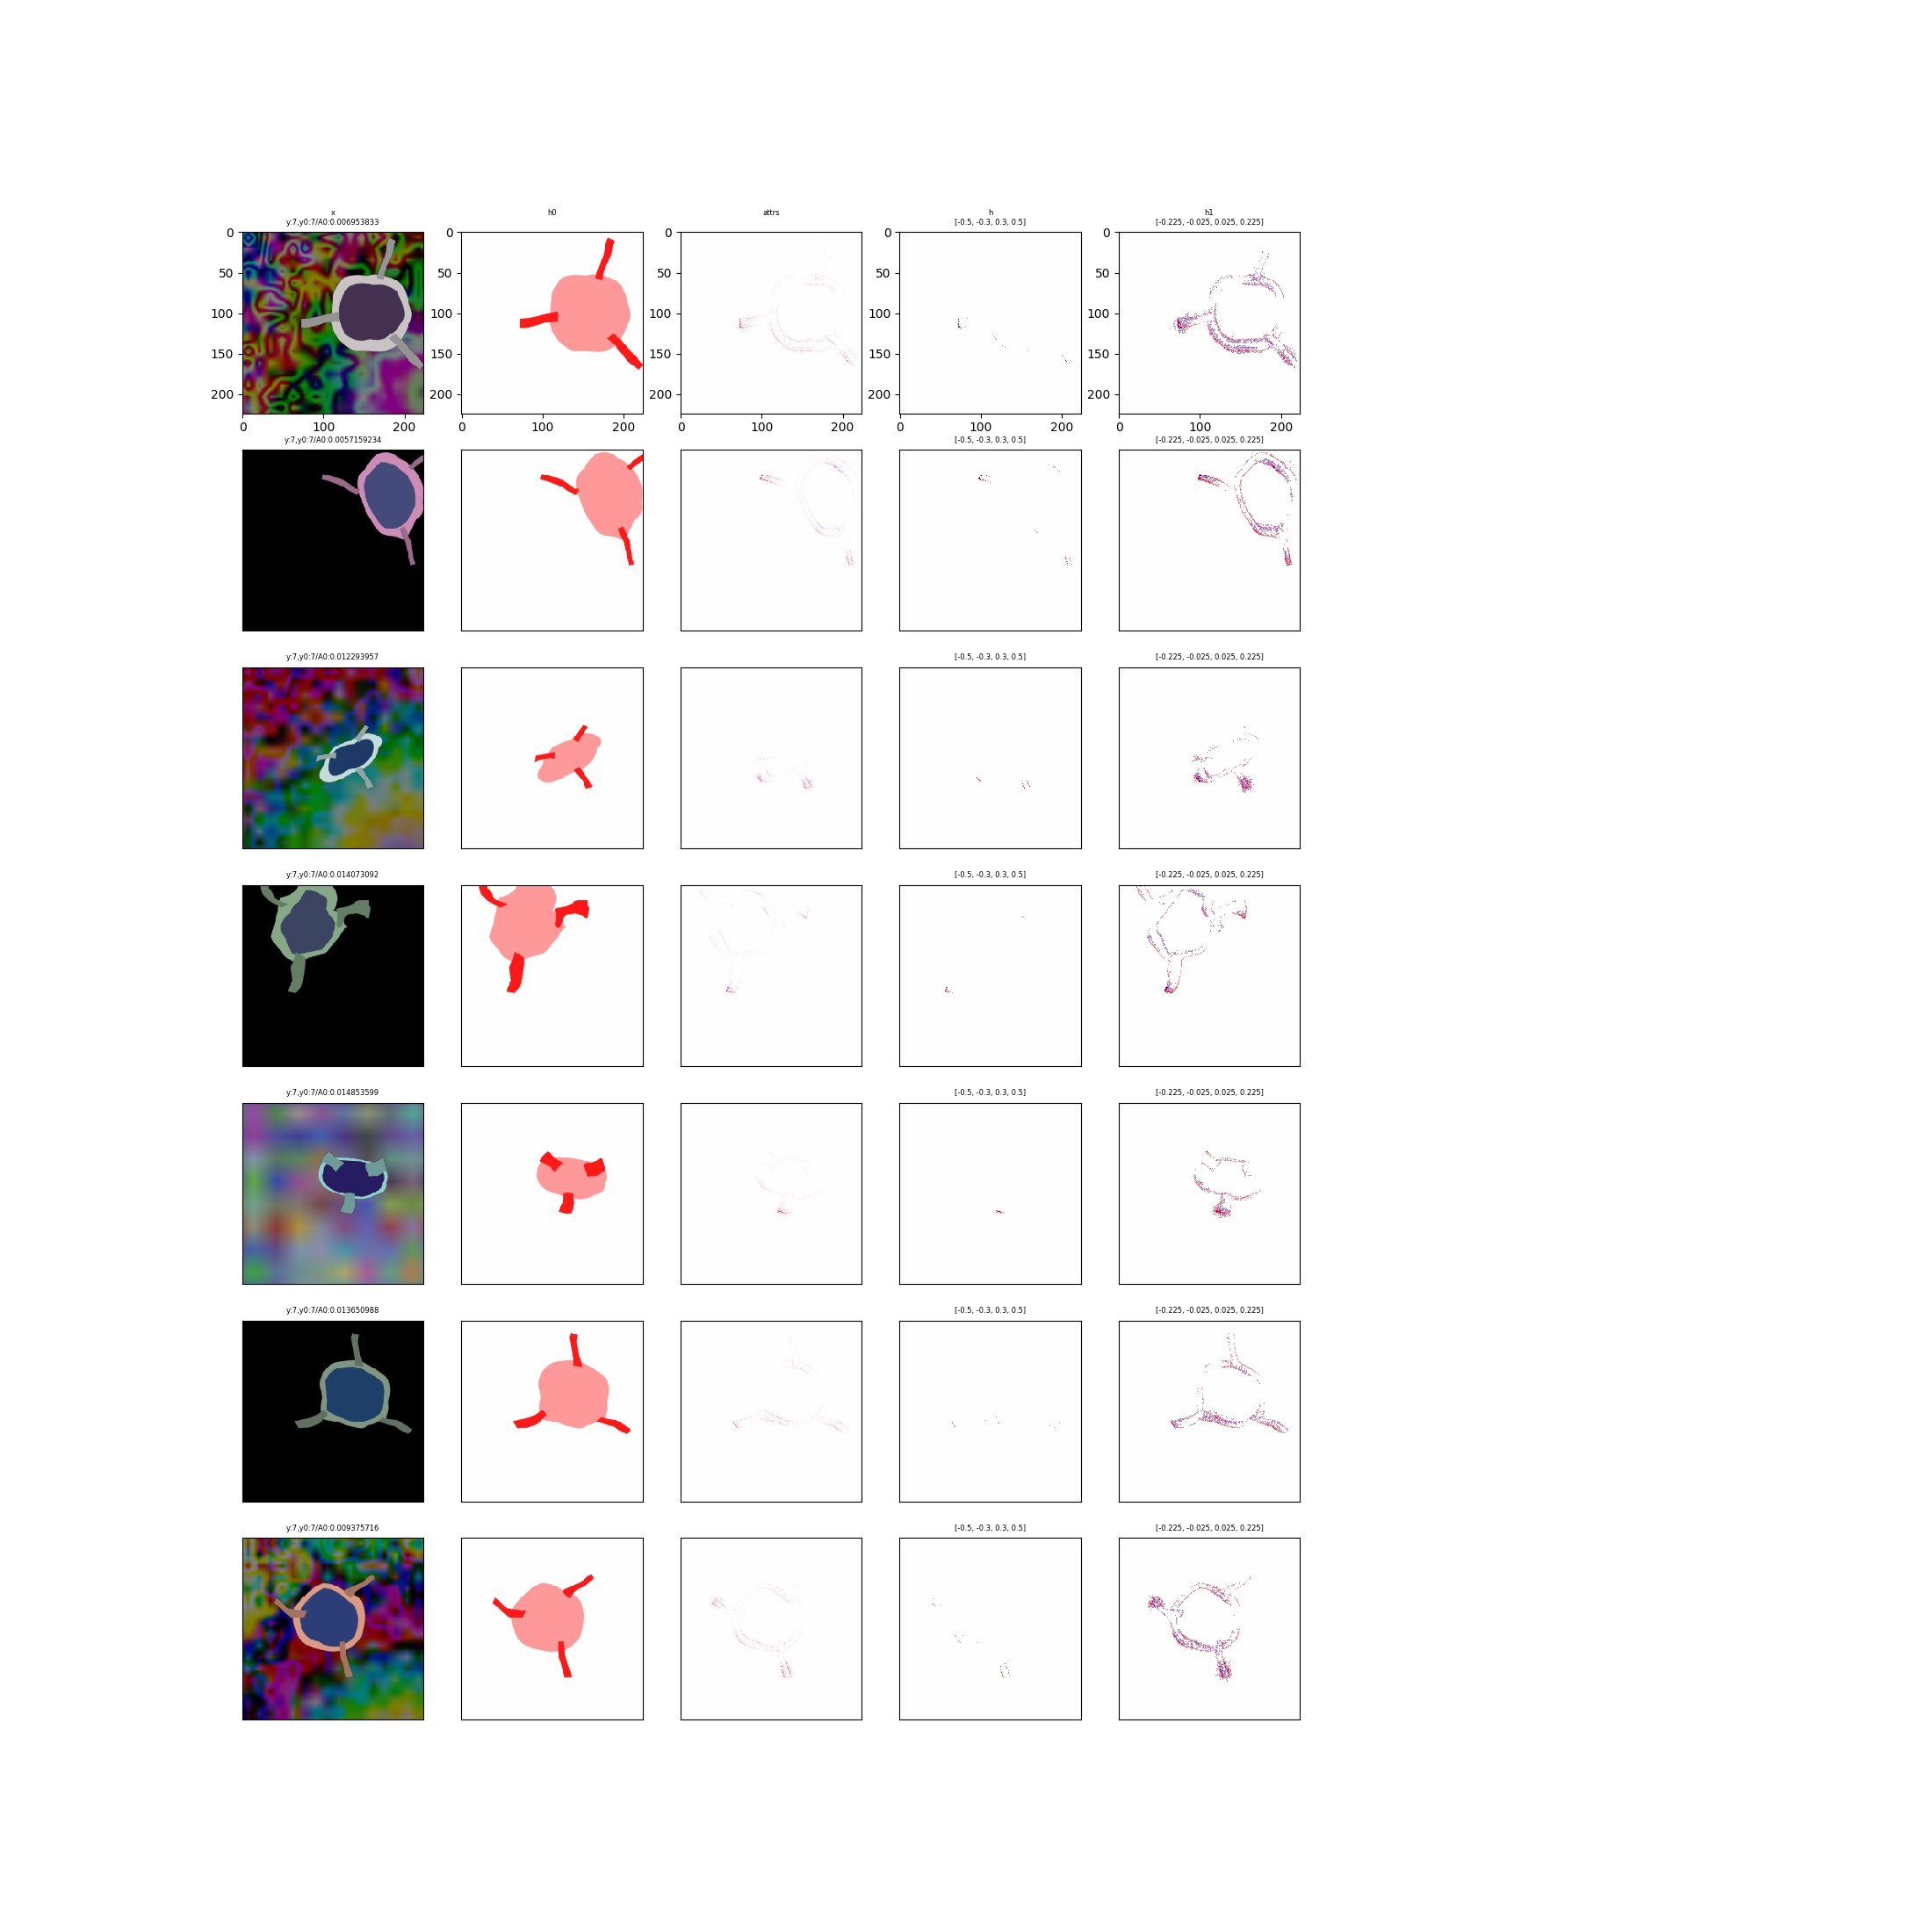 x h0 attrs h h1
y:7,y0:7/A0:0.006953833 [-0.5, -0.3, 0.3, 0.5] [-0.225, -0.025, 0.025, 0.225]
0 0 0 0 0
50 50 50 50 50
100 100 100 100 100
150 150 150 150 150
200 200 200 200 200
0 100 200 0 100 200 0 100 200 0 100 200 0 100 200
y:7,y0:7/A0:0.0057159234 [-0.5, -0.3, 0.3, 0.5] [-0.225, -0.025, 0.025, 0.225]
y:7,y0:7/A0:0.012293957 [-0.5, -0.3, 0.3, 0.5] [-0.225, -0.025, 0.025, 0.225]
y:7,y0:7/A0:0.014073092 [-0.5, -0.3, 0.3, 0.5] [-0.225, -0.025, 0.025, 0.225]
y:7,y0:7/A0:0.014853599 [-0.5, -0.3, 0.3, 0.5] [-0.225, -0.025, 0.025, 0.225]
y:7,y0:7/A0:0.013650988 [-0.5, -0.3, 0.3, 0.5] [-0.225, -0.025, 0.025, 0.225]
y:7,y0:7/A0:0.009375716 [-0.5, -0.3, 0.3, 0.5] [-0.225, -0.025, 0.025, 0.225]